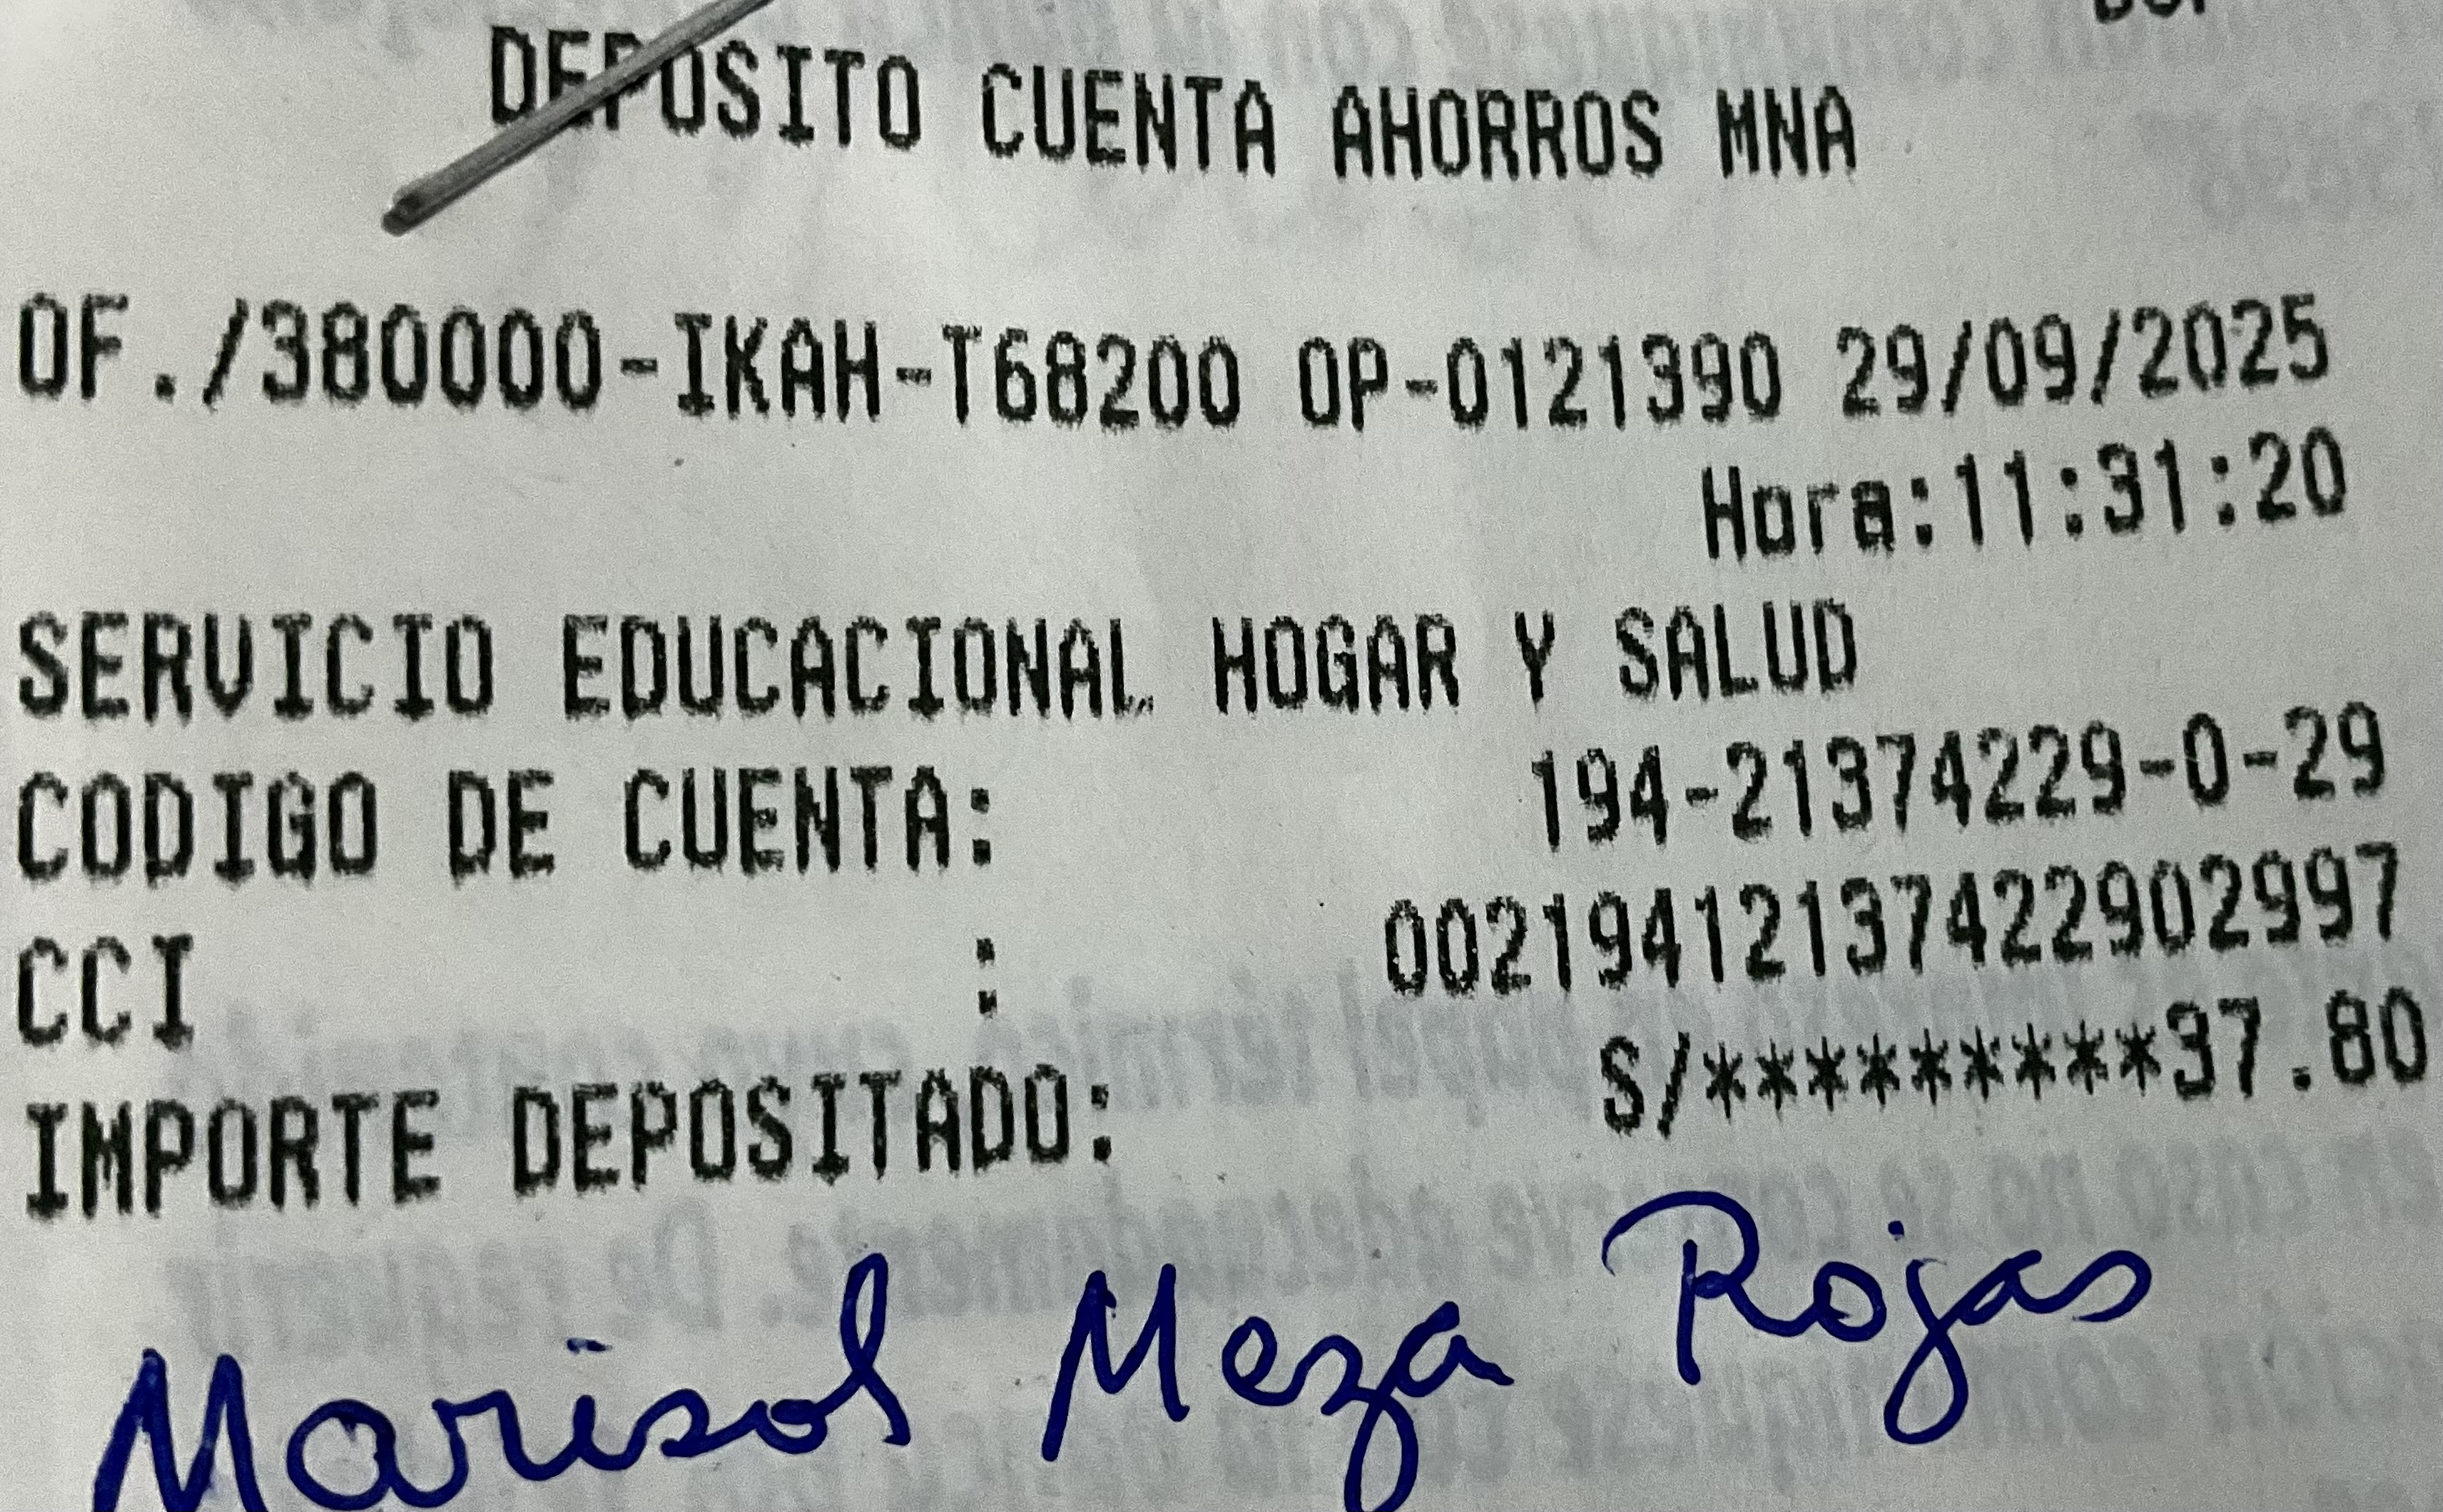 DEPOSITO CUENTA AHORROS MNA
OF./380000-IKAH-T68200 OP-0121390 29/09/2025
Hora:11:31:20
SERVICIO EDUCACIONAL HOGAR Y SALUD
CODIGO DE CUENTA: 194-21374229-0-29
CCI : 00219412137422902997
IMPORTE DEPOSITADO: S/*********37.80
Marisol Meza Rojas